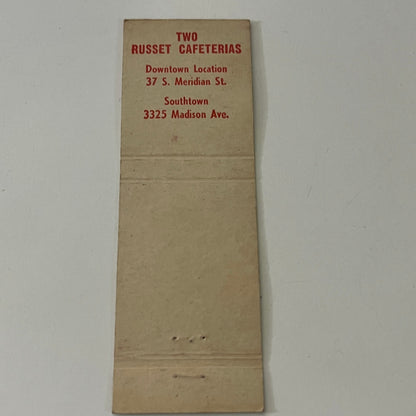 TWO
RUSSET CAFETERIAS
Downtown Location
37 S. Meridian St.
Southtown
3325 Madison Ave.